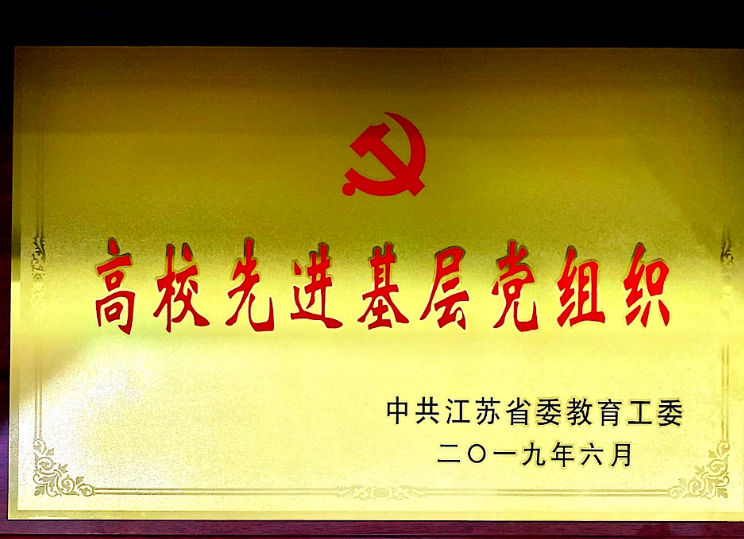 高校先进基层党组织
中共江苏省委教育工委
二〇一九年六月